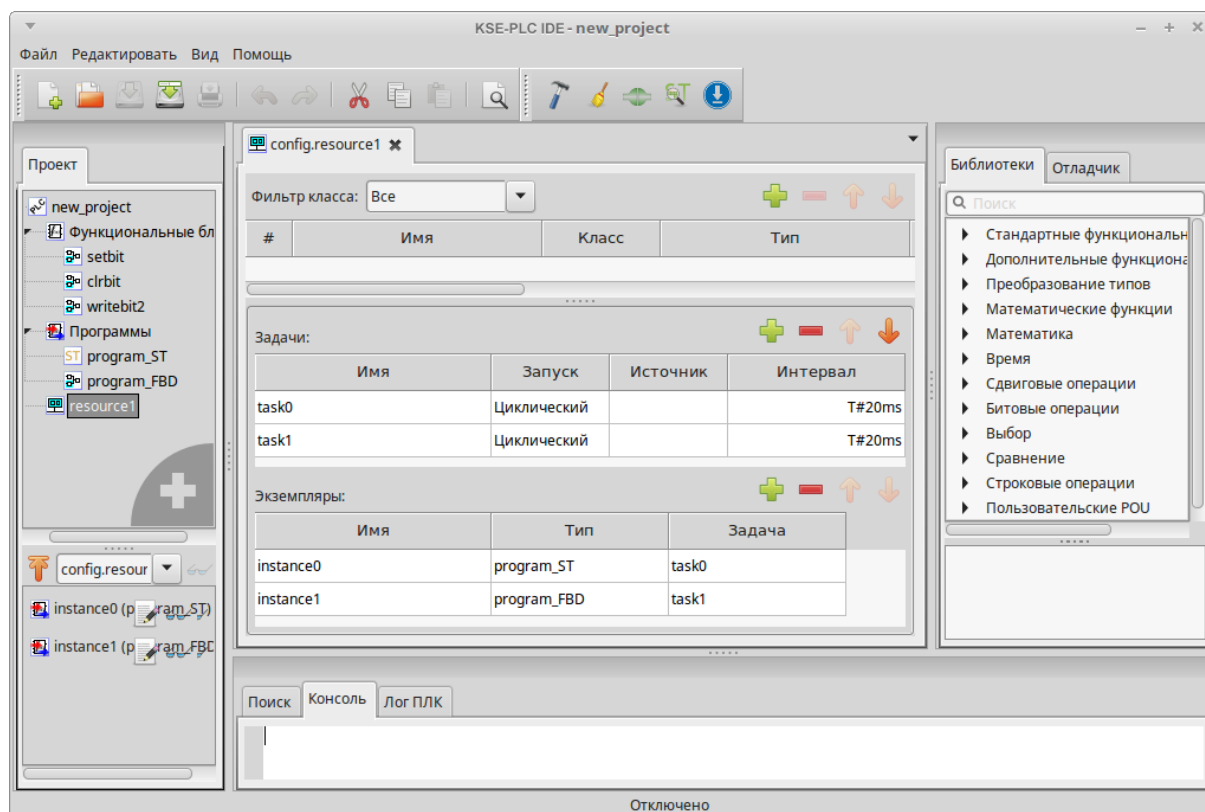 KSE-PLC IDE - new_project
Файл Редактировать Вид Помощь
ST
Проект
new_project
Функциональные бл
setbit
clrbit
writebit2
Программы
ST program_ST
program_FBD
resource1
config.resour
instance0 (p ram_ST)
instance1 (p ram_FBD
config.resource1
Фильтр класса: Все
# Имя Класс Тип
Задачи:
Имя Запуск Источник Интервал
task0 Циклический T#20ms
task1 Циклический T#20ms
Экземпляры:
Имя Тип Задача
instance0 program_ST task0
instance1 program_FBD task1
Библиотеки Отладчик
Поиск
Стандартные функциональн
Дополнительные функциона
Преобразование типов
Математические функции
Математика
Время
Сдвиговые операции
Битовые операции
Выбор
Сравнение
Строковые операции
Пользовательские POU
Поиск Консоль Лог ПЛК
Отключено